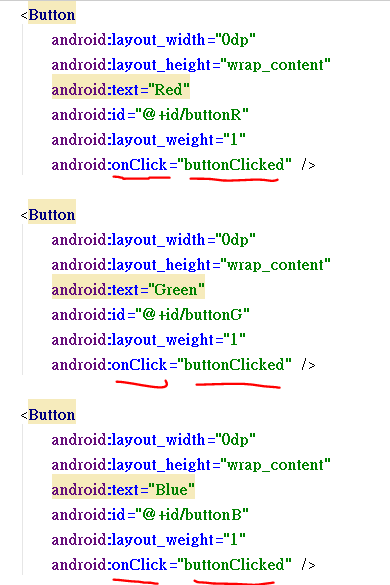 <Button
android:layout_width="0dp"
android:layout_height="wrap_content"
android:text="Red"
android:id="@+id/buttonR"
android:layout_weight="1"
android:onClick="buttonClicked" />
<Button
android:layout_width="0dp"
android:layout_height="wrap_content"
android:text="Green"
android:id="@+id/buttonG"
android:layout_weight="1"
android:onClick="buttonClicked" />
<Button
android:layout_width="0dp"
android:layout_height="wrap_content"
android:text="Blue"
android:id="@+id/buttonB"
android:layout_weight="1"
android:onClick="buttonClicked" />